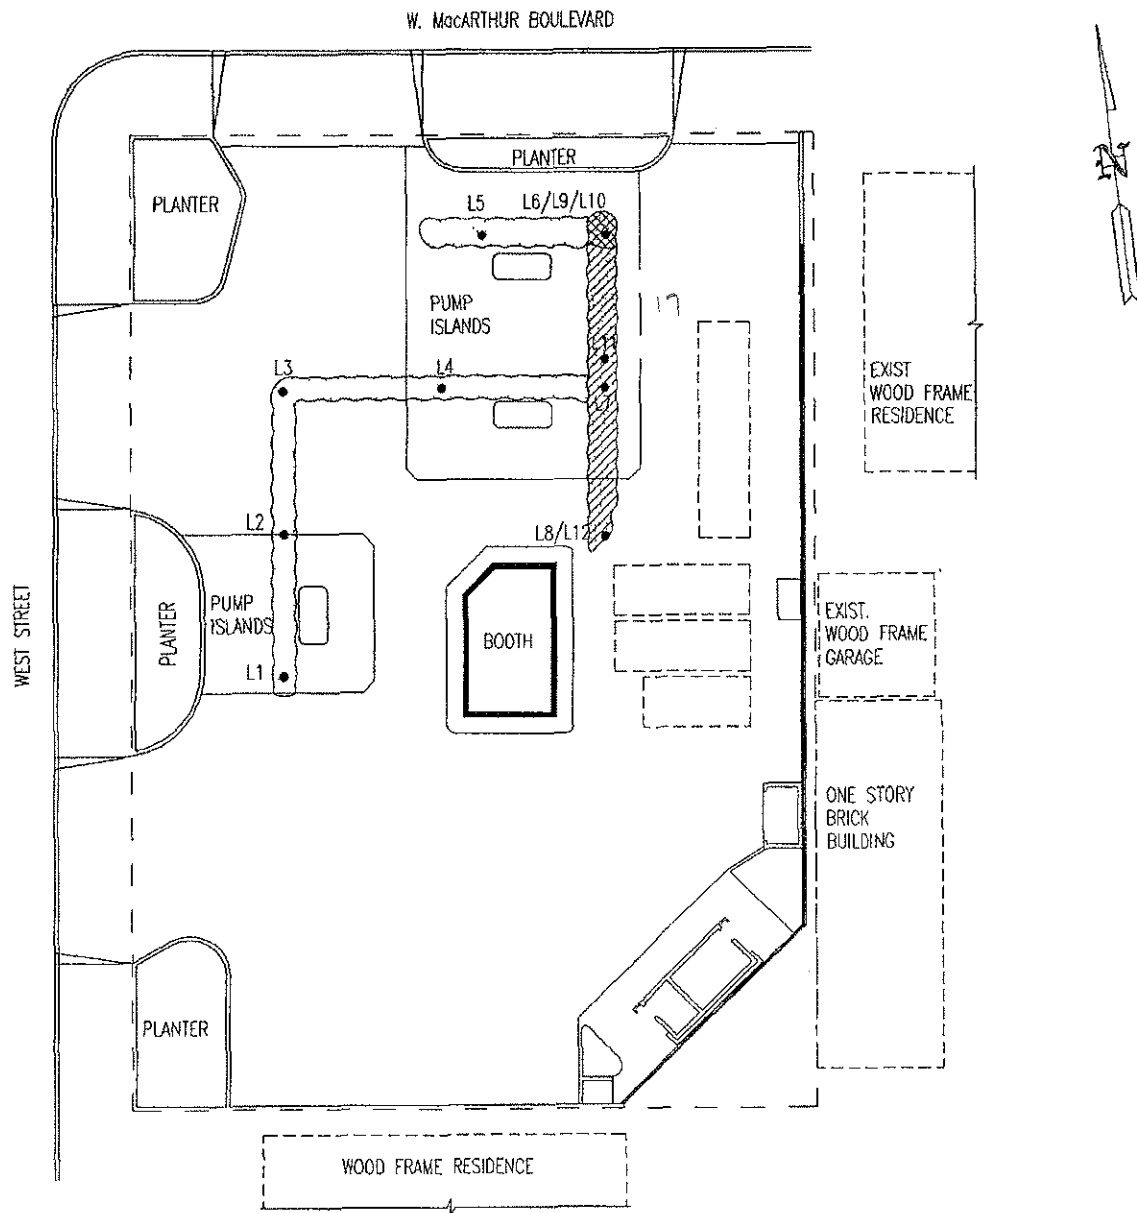 W. MacARTHUR BOULEVARD
PLANTER
PLANTER
L5
L6/L9/L10
PUMP
ISLANDS
17
L3
L4
EXIST
WOOD FRAME
RESIDENCE
L2
L8/L12
WEST STREET
PLANTER
PUMP
ISLANDS
BOOTH
EXIST.
WOOD FRAME
GARAGE
L1
ONE STORY
BRICK
BUILDING
PLANTER
WOOD FRAME RESIDENCE